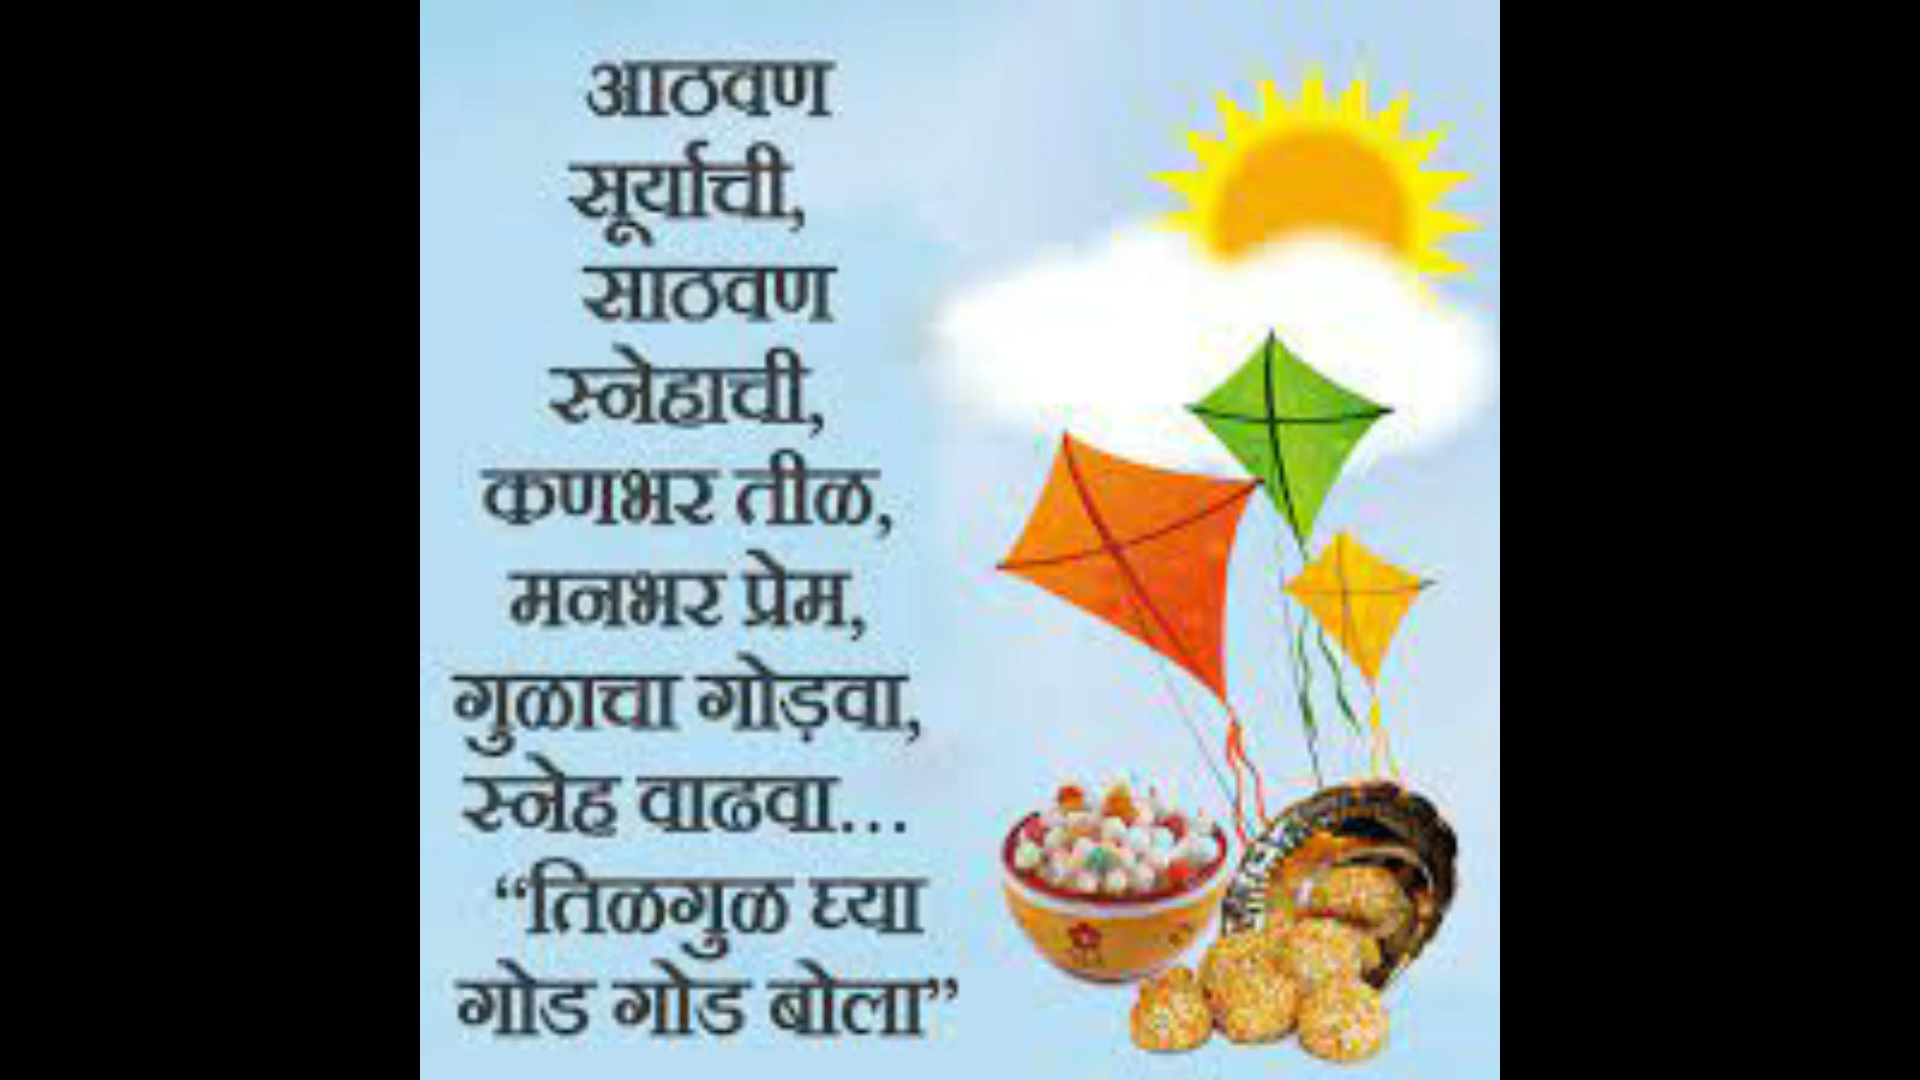 आठवण
सूर्याची,
साठवण
स्नेहाची,
कणभर तीळ,
मनभर प्रेम,
गुळाचा गोड़वा,
स्नेह वाढवा...
“तिळगुळ घ्या
गोड गोड बोला”